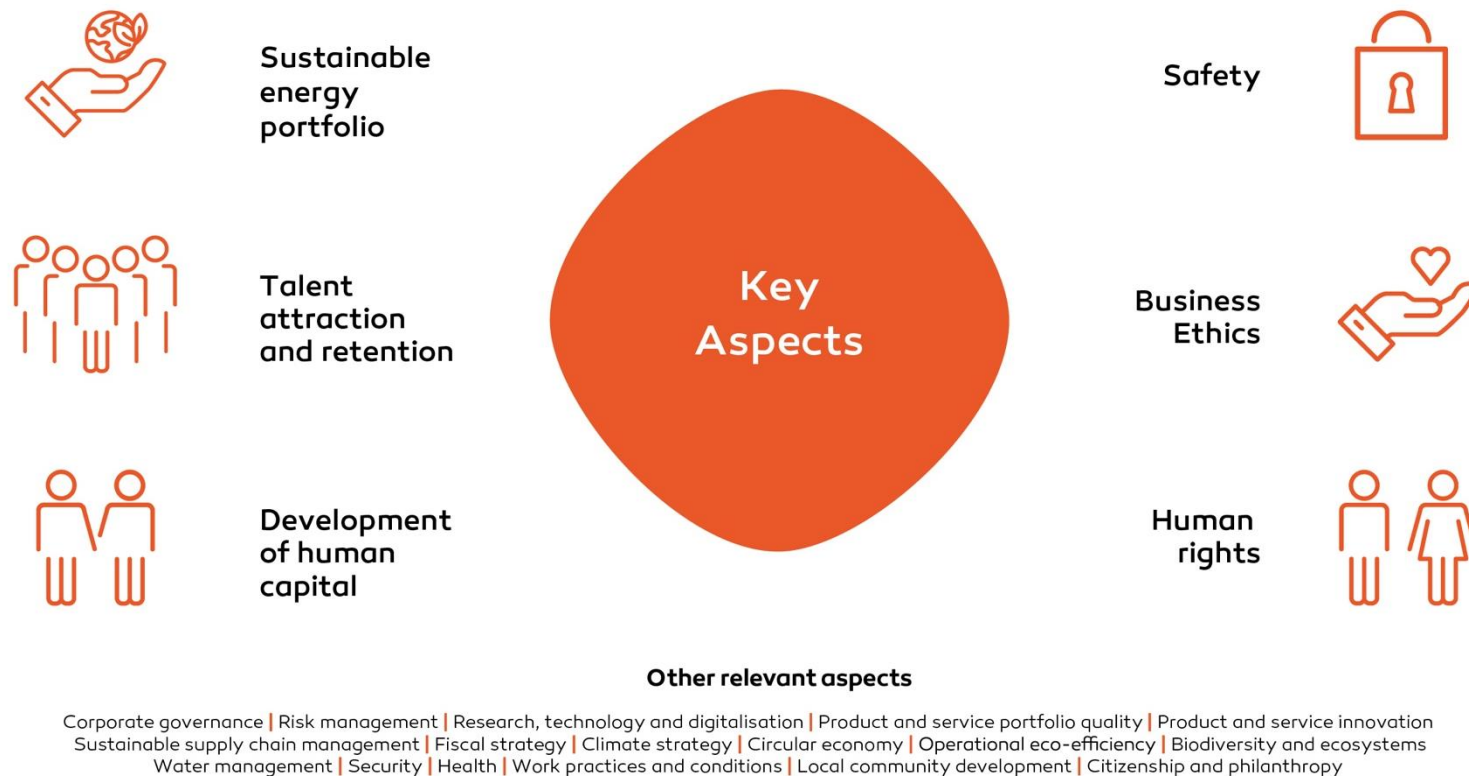 Sustainable
energy
portfolio
Talent
attraction
and retention
Development
of human
capital
Key
Aspects
Safety
Business
Ethics
Human
rights
Other relevant aspects
Corporate governance | Risk management | Research, technology and digitalisation | Product and service portfolio quality | Product and service innovation
Sustainable supply chain management | Fiscal strategy | Climate strategy | Circular economy | Operational eco-efficiency | Biodiversity and ecosystems
Water management | Security | Health | Work practices and conditions | Local community development | Citizenship and philanthropy